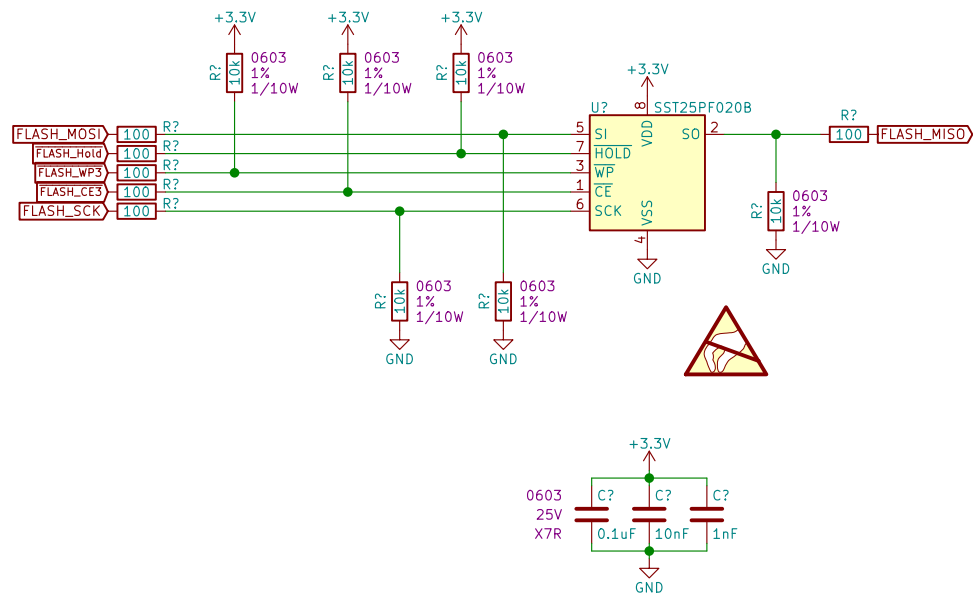 +3.3V
+3.3V
+3.3V
R?
10k
0603
1%
1/10W
R?
10k
0603
1%
1/10W
R?
10k
0603
1%
1/10W
+3.3V
U?
SST25PF020B
FLASH_MOSI
100
R?
FLASH_Hold
100
R?
FLASH_WP3
100
R?
FLASH_CE3
100
R?
FLASH_SCK
100
R?
5
SI
7
HOLD
3
WP
1
CE
6
SCK
8
VDD
VSS
4
GND
SO
2
R?
100
FLASH_MISO
R?
10k
0603
1%
1/10W
GND
R?
10k
0603
1%
1/10W
GND
R?
10k
0603
1%
1/10W
GND
+3.3V
0603
25V
X7R
C?
0.1uF
C?
10nF
C?
1nF
GND